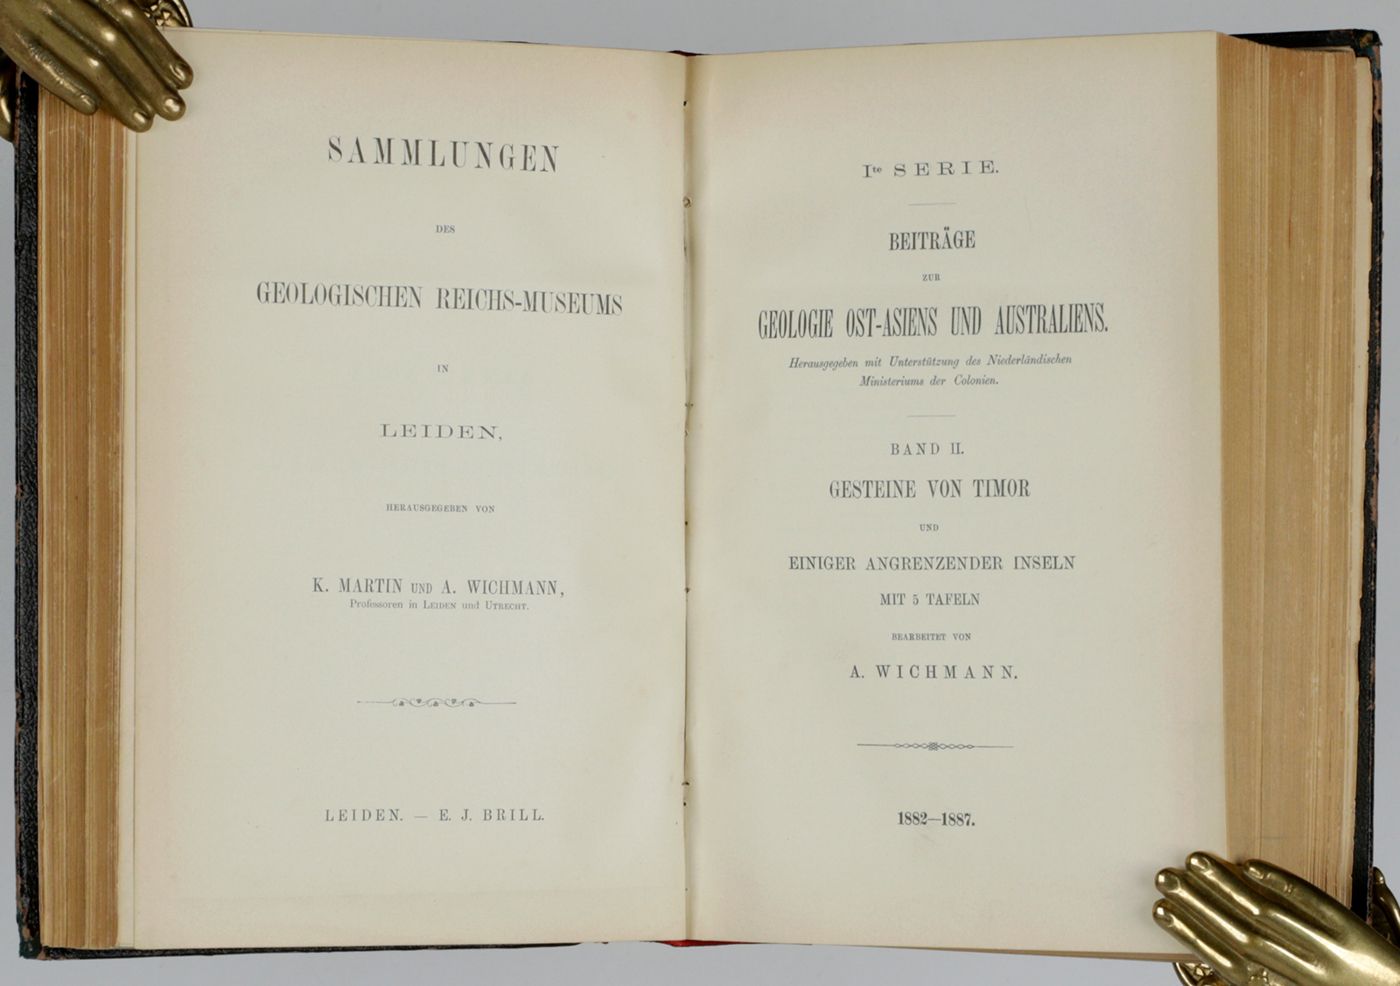 SAMMLUNGEN
DES
GEOLOGISCHEN REICHS-MUSEUMS
IN
LEIDEN,
HERAUSGEGEBEN VON
K. MARTIN UND A. WICHMANN,
Professoren in LEIDEN und UTRECHT.
LEIDEN. — E. J. BRILL.
Ite SERIE.
BEITRÄGE
ZUR
GEOLOGIE OST-ASIENS UND AUSTRALIENS.
Herausgegeben mit Unterstützung des Niederländischen
Ministeriums der Colonien.
BAND II.
GESTEINE VON TIMOR
UND
EINIGER ANGRENZENDER INSELN
MIT 5 TAFELN
BEARBEITET VON
A. WICHMANN.
1882—1887.